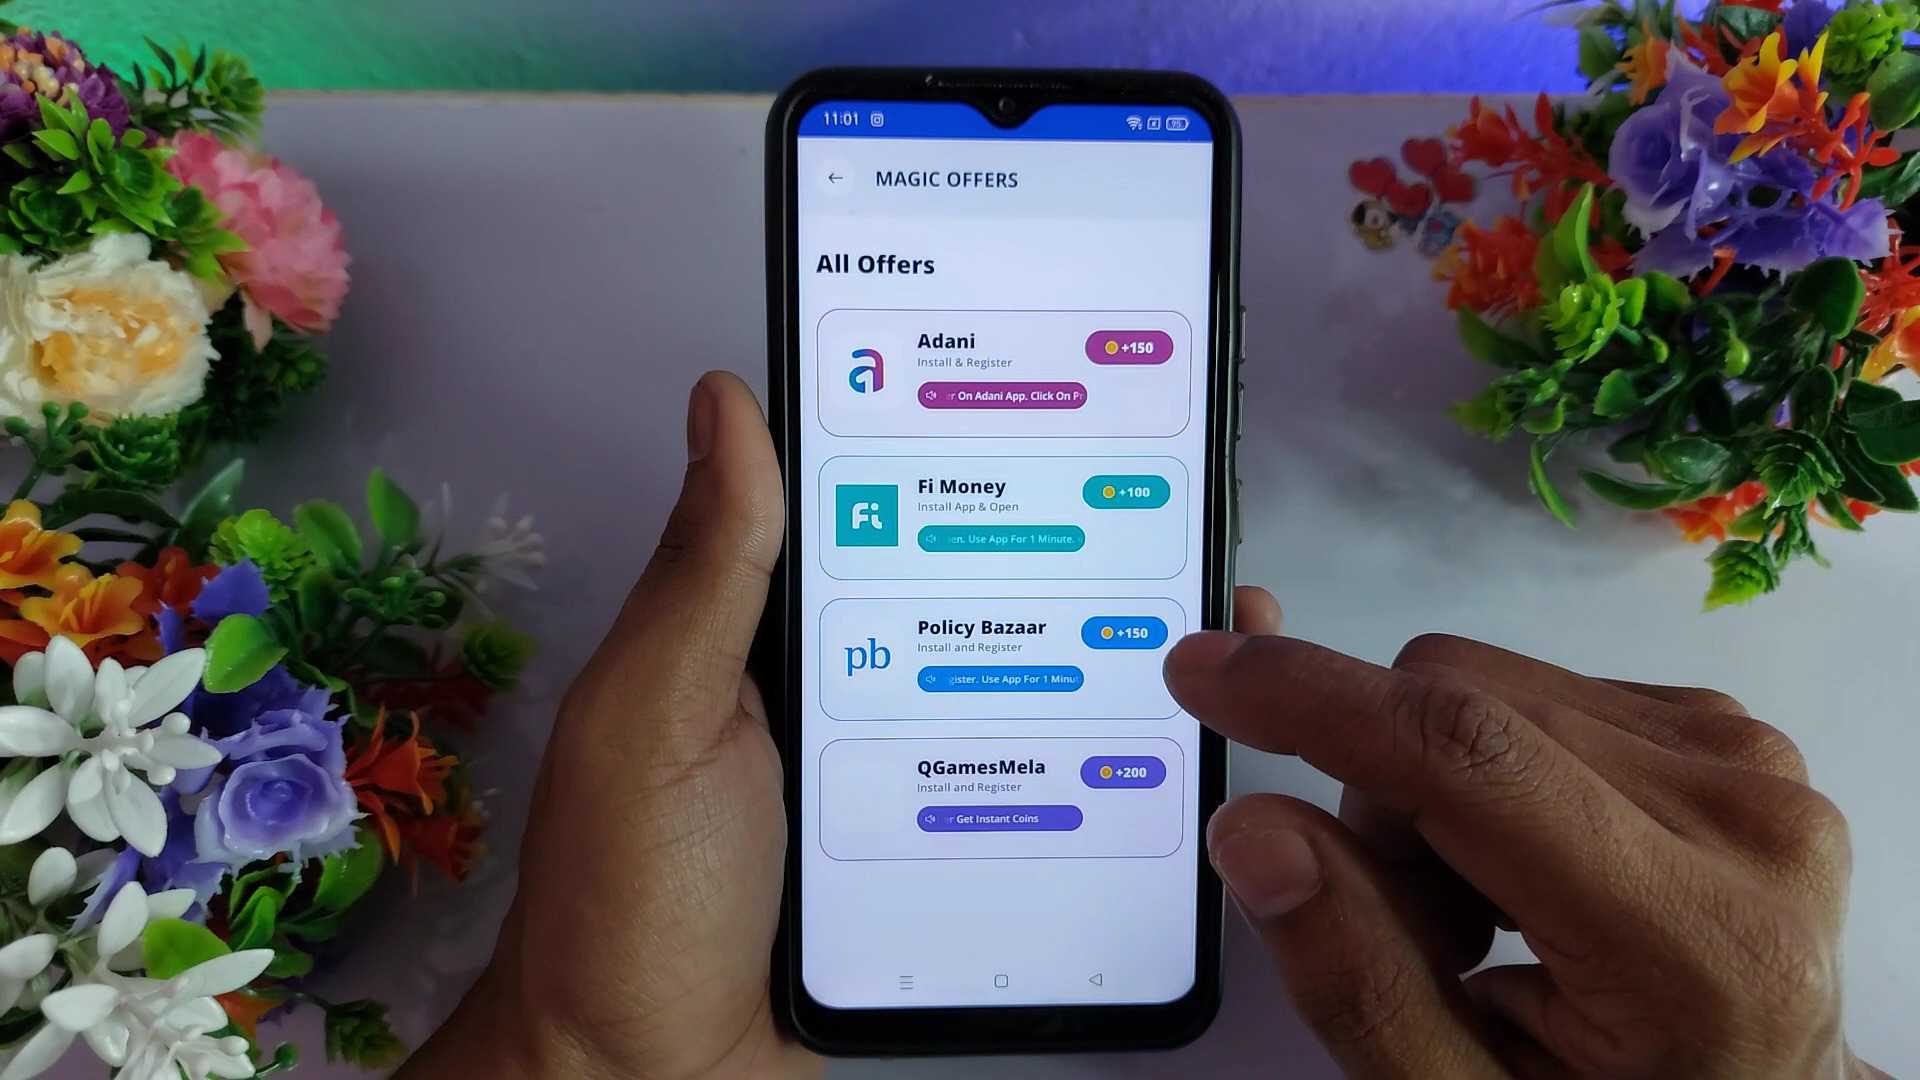 11:01
95
MAGIC OFFERS
All Offers
a
Adani
+150
Install & Register
On Adani App. Click On
Fi
Fi Money
+100
Install App & Open
Use App For 1 Minute.
pb
Policy Bazaar
+150
Install and Register
Use App For 1
QGamesMela
+200
Install and Register
Get Instant Coins